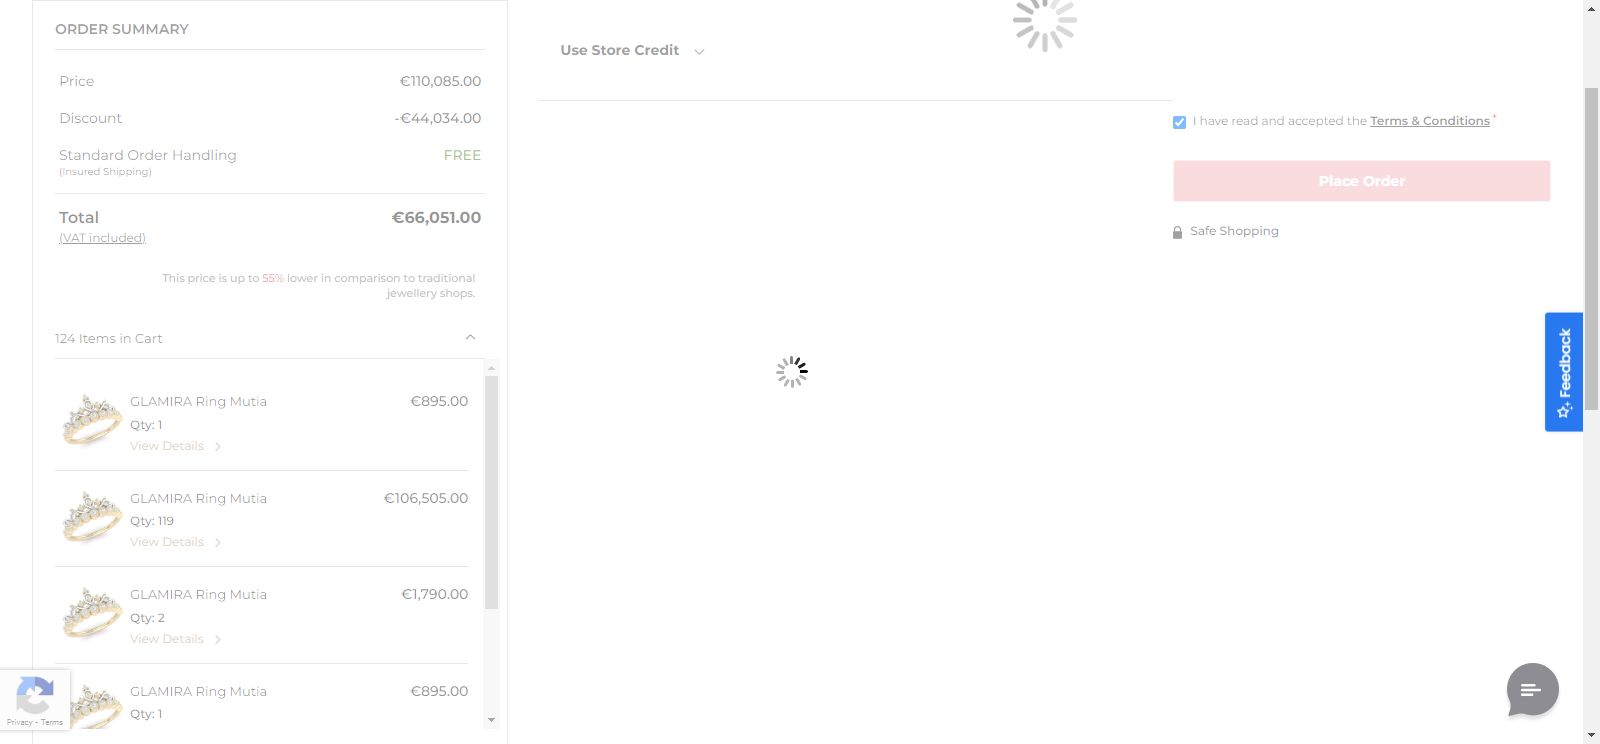 ORDER SUMMARY
Price €110,085.00
Discount -€44,034.00
Standard Order Handling FREE
(Insured Shipping)
Total €66,051.00
(VAT included)
This price is up to 55% lower in comparison to traditional
jewellery shops.
124 Items in Cart
GLAMIRA Ring Mutia €895.00
Qty: 1
View Details
GLAMIRA Ring Mutia €106,505.00
Qty: 119
View Details
GLAMIRA Ring Mutia €1,790.00
Qty: 2
View Details
GLAMIRA Ring Mutia €895.00
Qty: 1
Privacy - Terms
Use Store Credit
I have read and accepted the Terms & Conditions *
Place Order
Safe Shopping
Feedback